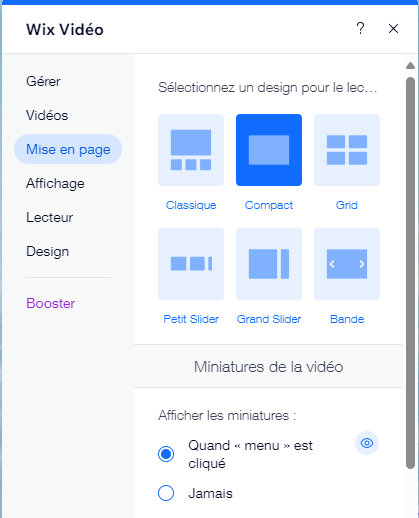 Wix Vidéo
?
Gérer
Vidéos
Mise en page
Affichage
Lecteur
Design
Booster
Sélectionnez un design pour le lec...
Classique
Compact
Grid
Petit Slider
Grand Slider
Bande
Miniatures de la vidéo
Afficher les miniatures :
Quand « menu » est
cliqué
Jamais